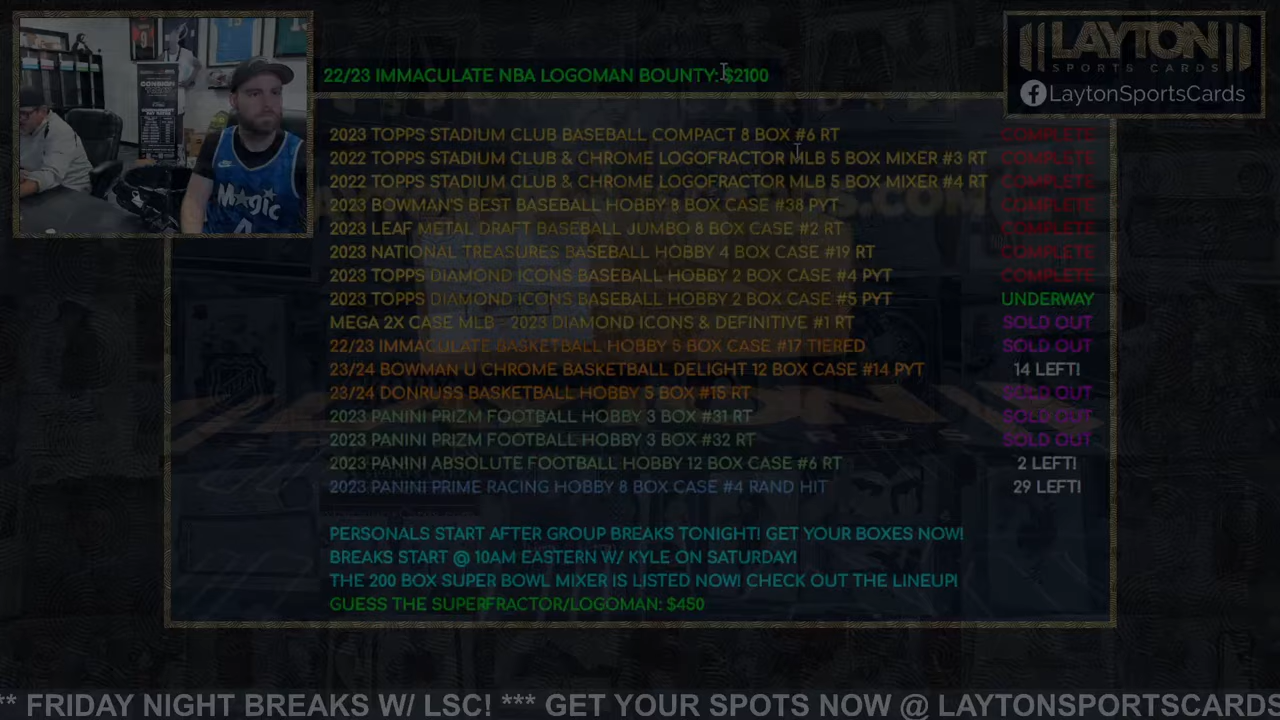 LAYTON
SPORTS CARDS
LaytonSportsCards
22/23 IMMACULATE NBA LOGOMAN BOUNTY: $2100
2023 TOPPS STADIUM CLUB BASEBALL COMPACT 8 BOX #6 RT COMPLETE
2022 TOPPS STADIUM CLUB & CHROME LOGOFRACTOR MLB 5 BOX MIXER #3 RT COMPLETE
2022 TOPPS STADIUM CLUB & CHROME LOGOFRACTOR MLB 5 BOX MIXER #4 RT COMPLETE
2023 BOWMAN'S BEST BASEBALL HOBBY 8 BOX CASE #38 PYT COMPLETE
2023 LEAF METAL DRAFT BASEBALL JUMBO 8 BOX CASE #2 RT COMPLETE
2023 NATIONAL TREASURES BASEBALL HOBBY 4 BOX CASE #19 RT COMPLETE
2023 TOPPS DIAMOND ICONS BASEBALL HOBBY 2 BOX CASE #4 PYT COMPLETE
2023 TOPPS DIAMOND ICONS BASEBALL HOBBY 2 BOX CASE #5 PYT UNDERWAY
MEGA 2X CASE MLB - 2023 DIAMOND ICONS & DEFINITIVE #1 RT SOLD OUT
22/23 IMMACULATE BASKETBALL HOBBY 5 BOX CASE #17 TIERED SOLD OUT
23/24 BOWMAN U CHROME BASKETBALL DELIGHT 12 BOX CASE #14 PYT 14 LEFT!
23/24 DONRUSS BASKETBALL HOBBY 5 BOX #15 RT SOLD OUT
2023 PANINI PRIZM FOOTBALL HOBBY 3 BOX #31 RT SOLD OUT
2023 PANINI PRIZM FOOTBALL HOBBY 3 BOX #32 RT SOLD OUT
2023 PANINI ABSOLUTE FOOTBALL HOBBY 12 BOX CASE #6 RT 2 LEFT!
2023 PANINI PRIME RACING HOBBY 8 BOX CASE #4 RAND HIT 29 LEFT!
PERSONALS START AFTER GROUP BREAKS TONIGHT! GET YOUR BOXES NOW!
BREAKS START @ 10AM EASTERN W/ KYLE ON SATURDAY!
THE 200 BOX SUPER BOWL MIXER IS LISTED NOW! CHECK OUT THE LINEUP!
GUESS THE SUPERFRACTOR/LOGOMAN: $450
Magic
** FRIDAY NIGHT BREAKS W/ LSC! *** GET YOUR SPOTS NOW @ LAYTONSPORTSCARDS